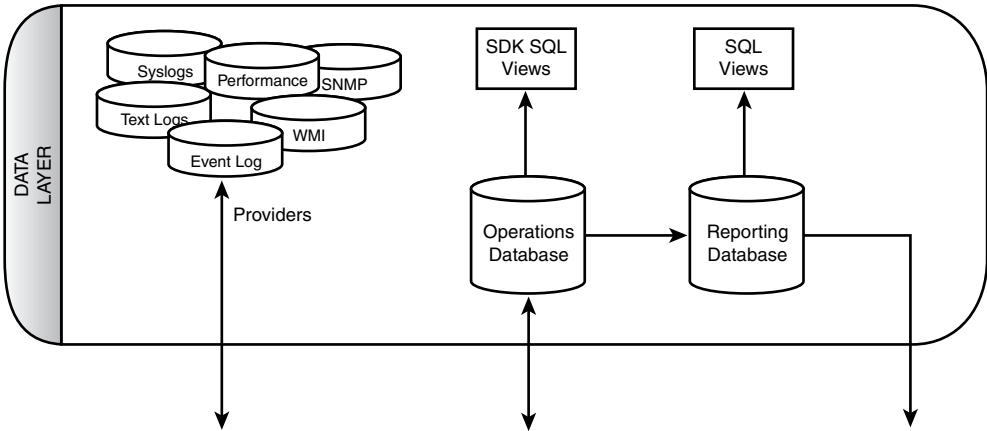 DATA
LAYER
Syslogs
Performance
SNMP
Text Logs
WMI
Event Log
Providers
SDK SQL
Views
SQL
Views
Operations
Database
Reporting
Database